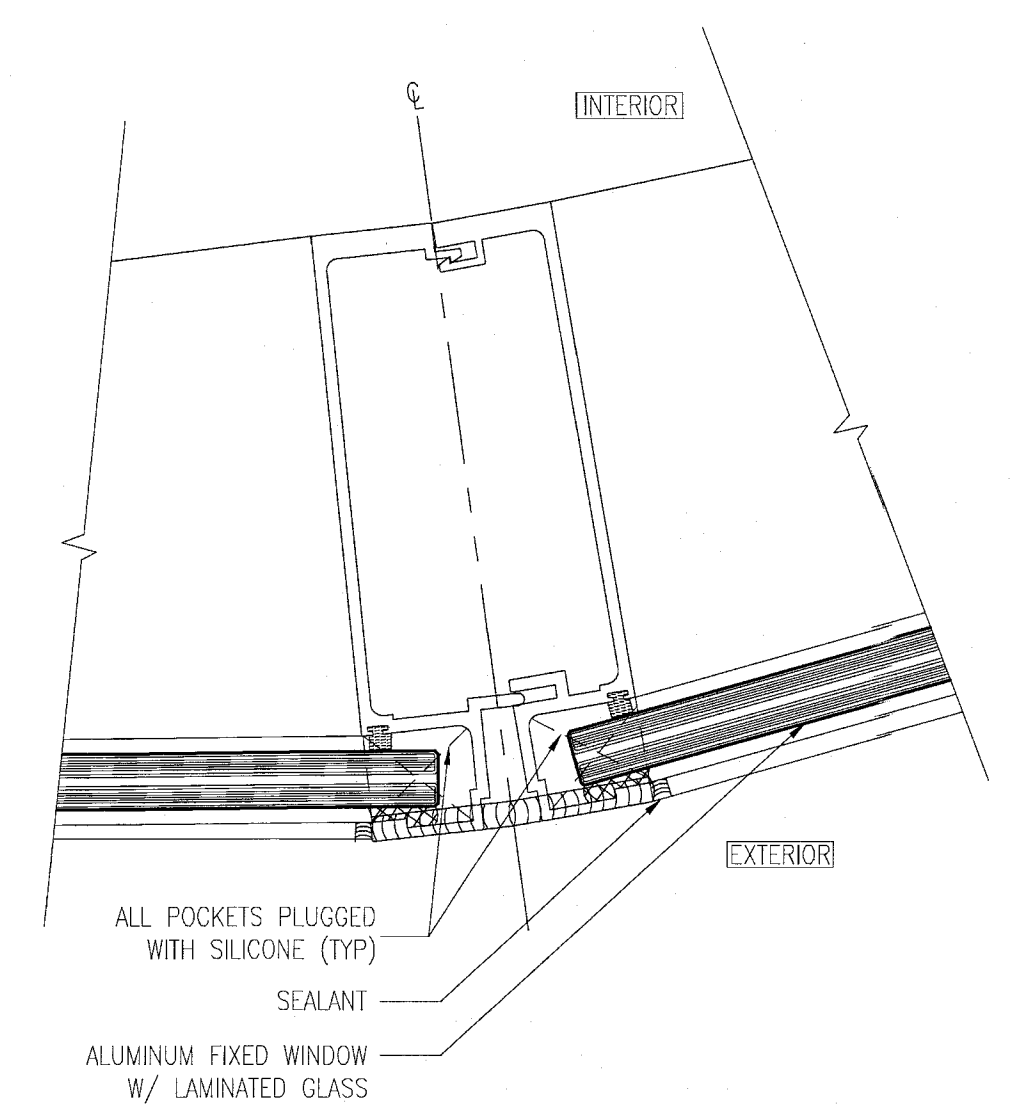 ℄
INTERIOR
EXTERIOR
ALL POCKETS PLUGGED
WITH SILICONE (TYP)
SEALANT
ALUMINUM FIXED WINDOW
W/ LAMINATED GLASS